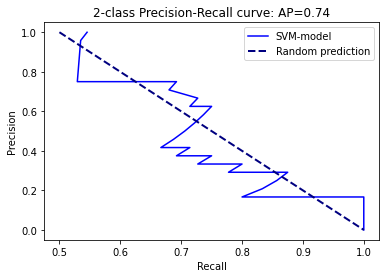 2-class Precision-Recall curve: AP=0.74
SVM-model
Random prediction
Precision
1.0
0.8
0.6
0.4
0.2
0.0
0.5 0.6 0.7 0.8 0.9 1.0
Recall